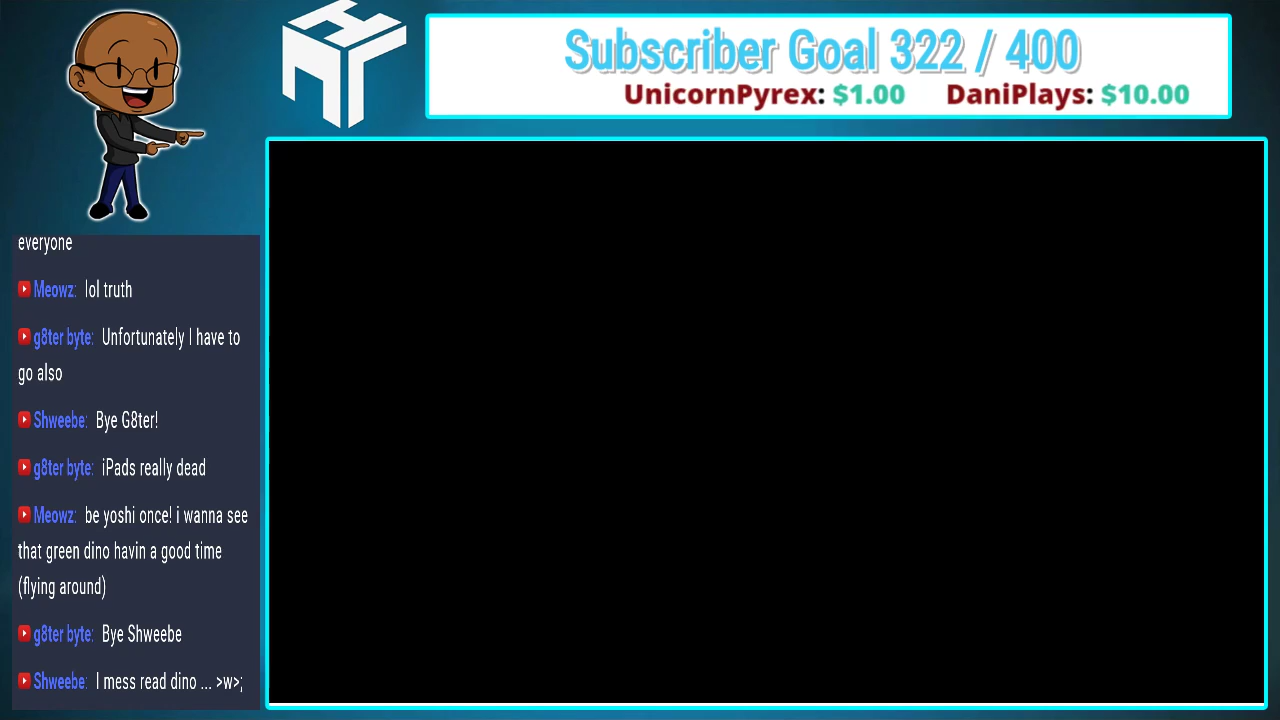 Subscriber Goal 322 / 400
UnicornPyrex: $1.00 DaniPlays: $10.00
everyone
Meowz: lol truth
g8ter byte: Unfortunately I have to
go also
Shweebe: Bye G8ter!
g8ter byte: iPads really dead
Meowz: be yoshi once! i wanna see
that green dino havin a good time
(flying around)
g8ter byte: Bye Shweebe
Shweebe: I mess read dino ... >w>;